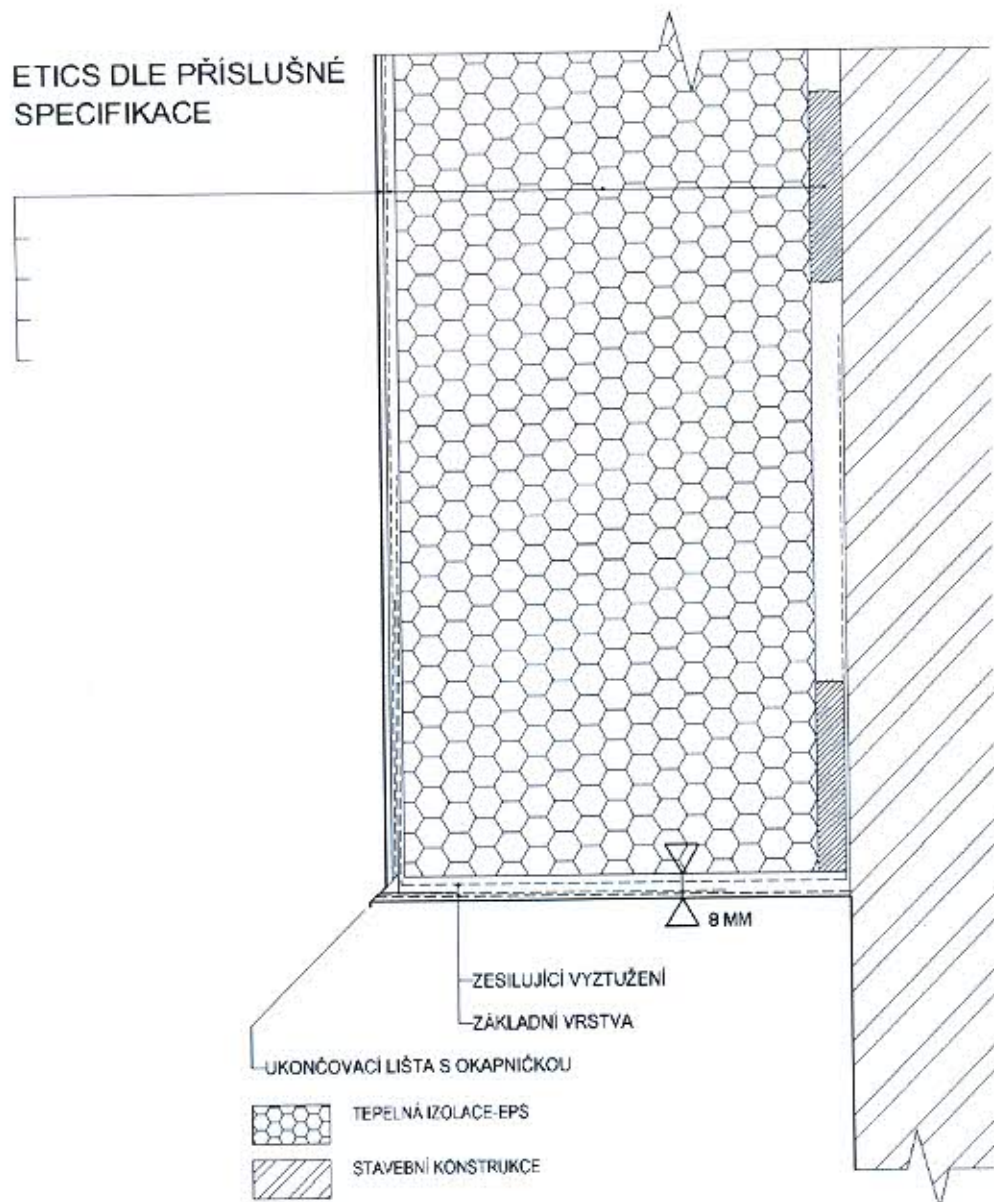 ETICS DLE PŘÍSLUŠNÉ
SPECIFIKACE
8 MM
ZESILUJÍCÍ VYZTUŽENÍ
ZÁKLADNÍ VRSTVA
UKONČOVACÍ LIŠTA S OKAPNIČKOU
TEPELNÁ IZOLACE-EPS
STAVEBNÍ KONSTRUKCE